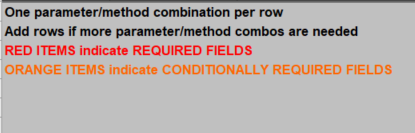 One parameter/method combination per row
Add rows if more parameter/method combos are needed
RED ITEMS indicate REQUIRED FIELDS
ORANGE ITEMS indicate CONDITIONALLY REQUIRED FIELDS